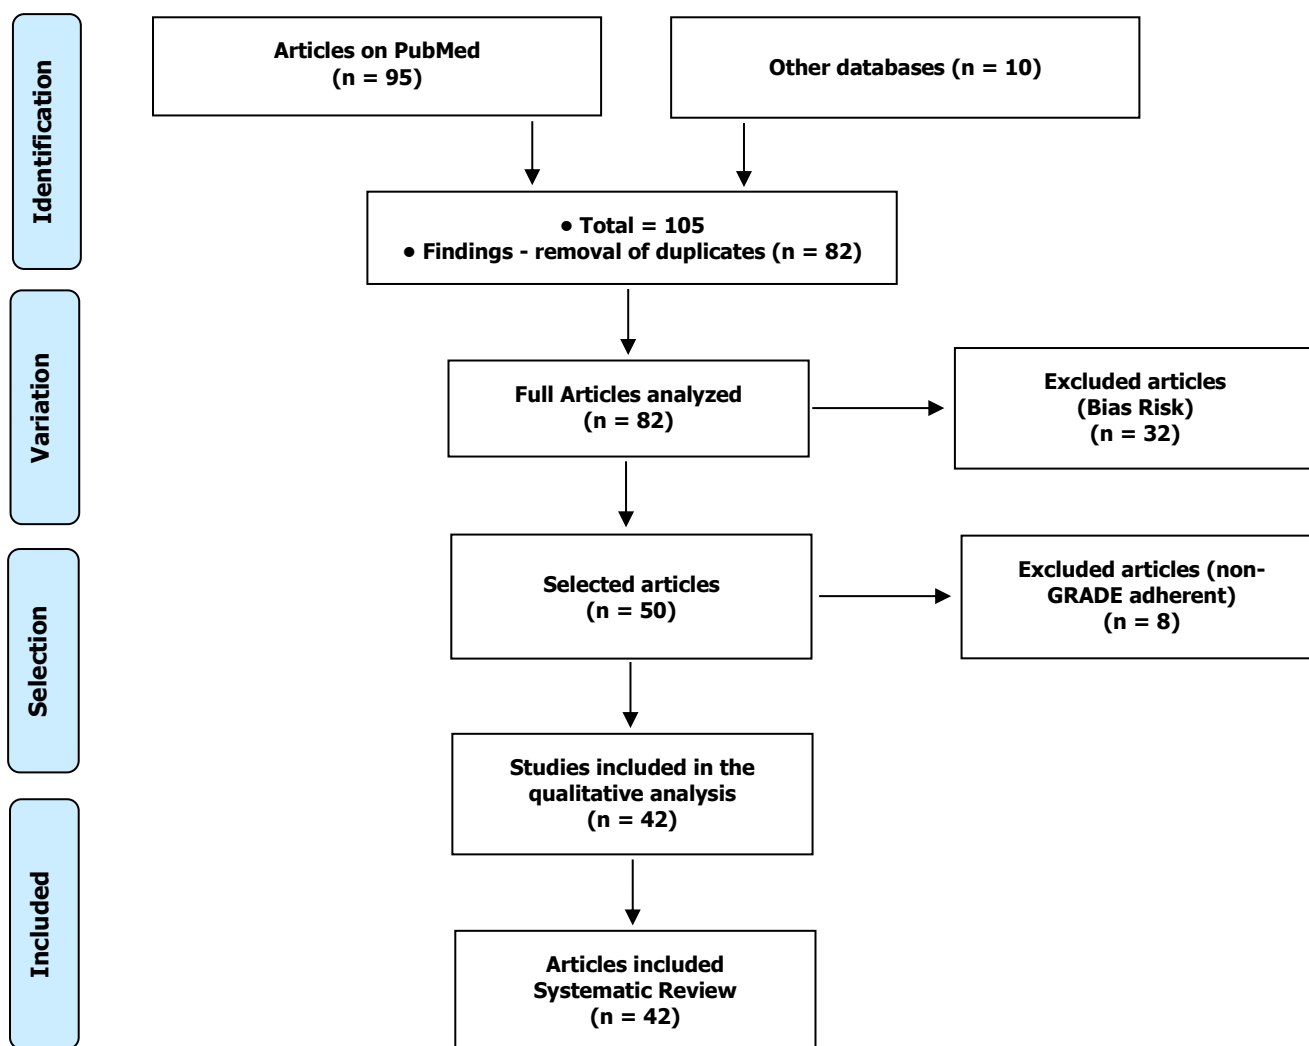 Identification
Articles on PubMed
(n = 95)
Other databases (n = 10)
● Total = 105
● Findings - removal of duplicates (n = 82)
Variation
Full Articles analyzed
(n = 82)
Excluded articles
(Bias Risk)
(n = 32)
Selection
Selected articles
(n = 50)
Excluded articles (non-
GRADE adherent)
(n = 8)
Studies included in the
qualitative analysis
(n = 42)
Included
Articles included
Systematic Review
(n = 42)